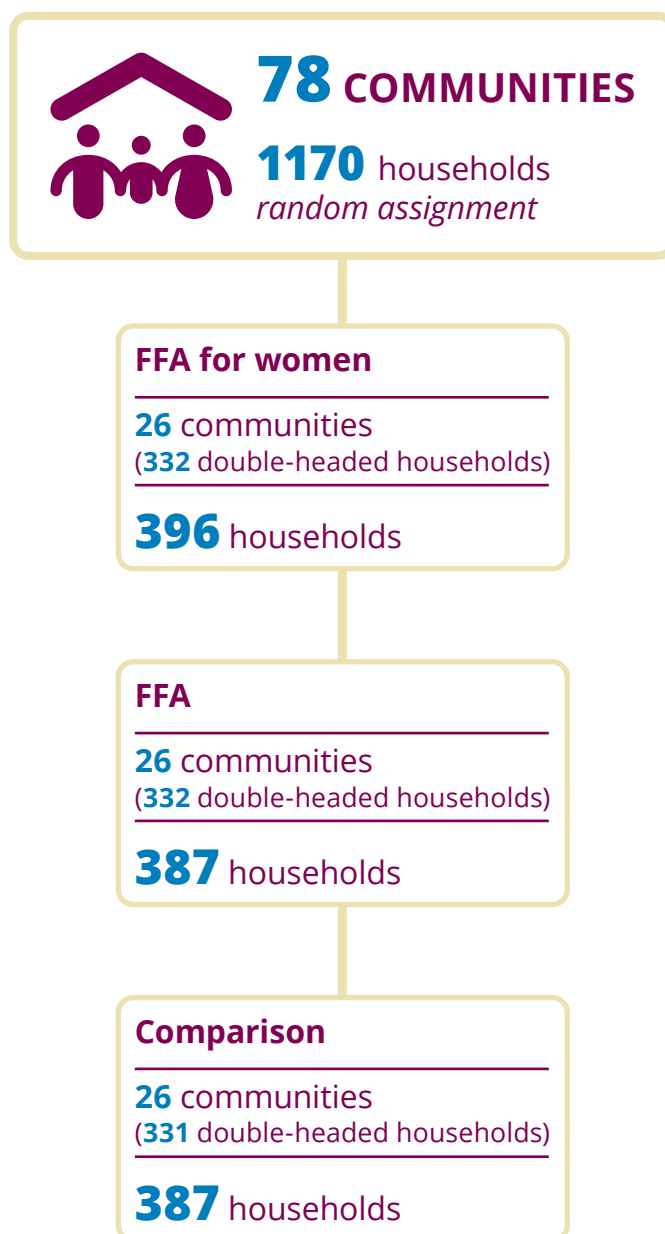 78 COMMUNITIES
1170 households
random assignment
FFA for women
26 communities
(332 double-headed households)
396 households
FFA
26 communities
(332 double-headed households)
387 households
Comparison
26 communities
(331 double-headed households)
387 households